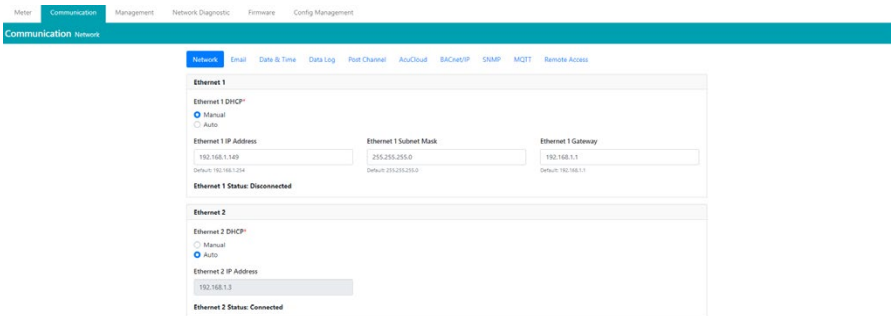 Meter Communication Management Network Diagnostic Firmware Config Management
Communication Network
Network Email Date & Time Data Log Post Channel AcuCloud BACnet/IP SNMP MQTT Remote Access
Ethernet 1
Ethernet 1 DHCP*
Manual
Auto
Ethernet 1 IP Address Ethernet 1 Subnet Mask Ethernet 1 Gateway
192.168.1.149 255.255.255.0 192.168.1.1
Default: 192.168.1.254 Default: 255.255.255.0 Default: 192.168.1.1
Ethernet 1 Status: Disconnected
Ethernet 2
Ethernet 2 DHCP*
Manual
Auto
Ethernet 2 IP Address
192.168.1.3
Ethernet 2 Status: Connected